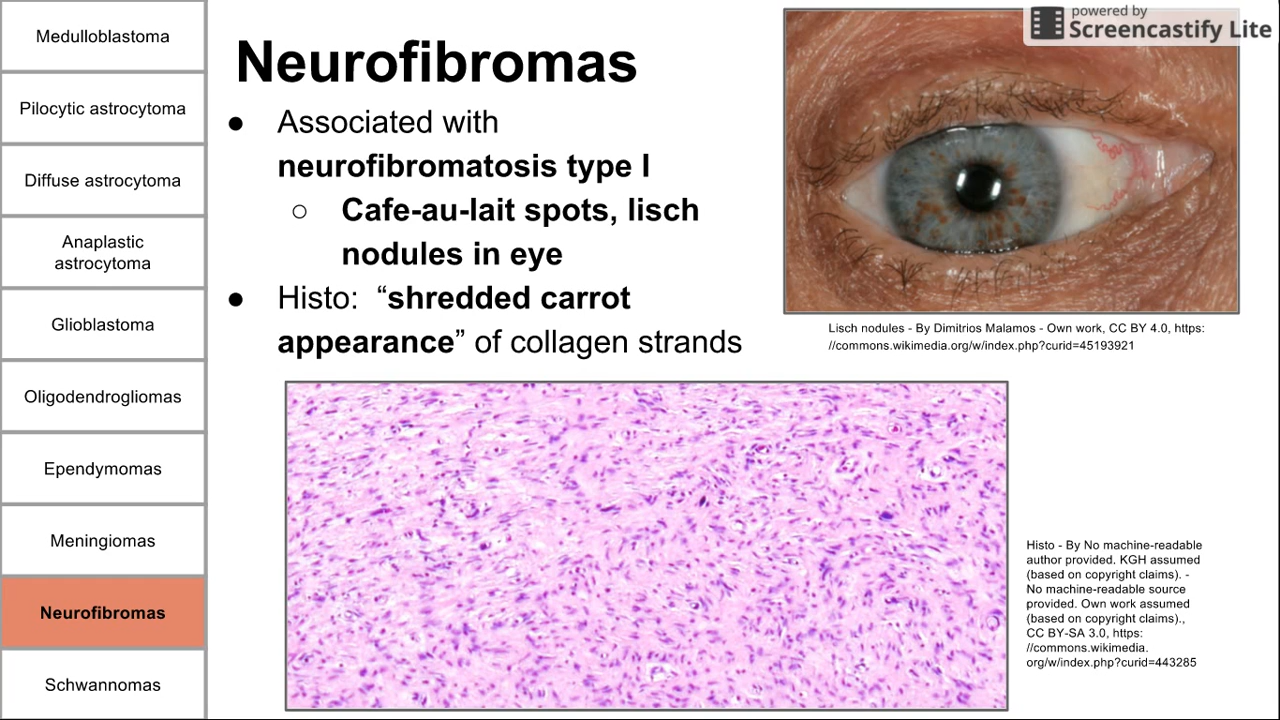 Medulloblastoma
Pilocytic astrocytoma
Diffuse astrocytoma
Anaplastic
astrocytoma
Glioblastoma
Oligodendrogliomas
Ependymomas
Meningiomas
Neurofibromas
Schwannomas
Neurofibromas
● Associated with
neurofibromatosis type I
○ Cafe-au-lait spots, lisch
nodules in eye
● Histo: “shredded carrot
appearance” of collagen strands
powered by
Screencastify Lite
Lisch nodules - By Dimitrios Malamos - Own work, CC BY 4.0, https:
//commons.wikimedia.org/w/index.php?curid=45193921
Histo - By No machine-readable
author provided. KGH assumed
(based on copyright claims). -
No machine-readable source
provided. Own work assumed
(based on copyright claims).,
CC BY-SA 3.0, https:
//commons.wikimedia.
org/w/index.php?curid=443285